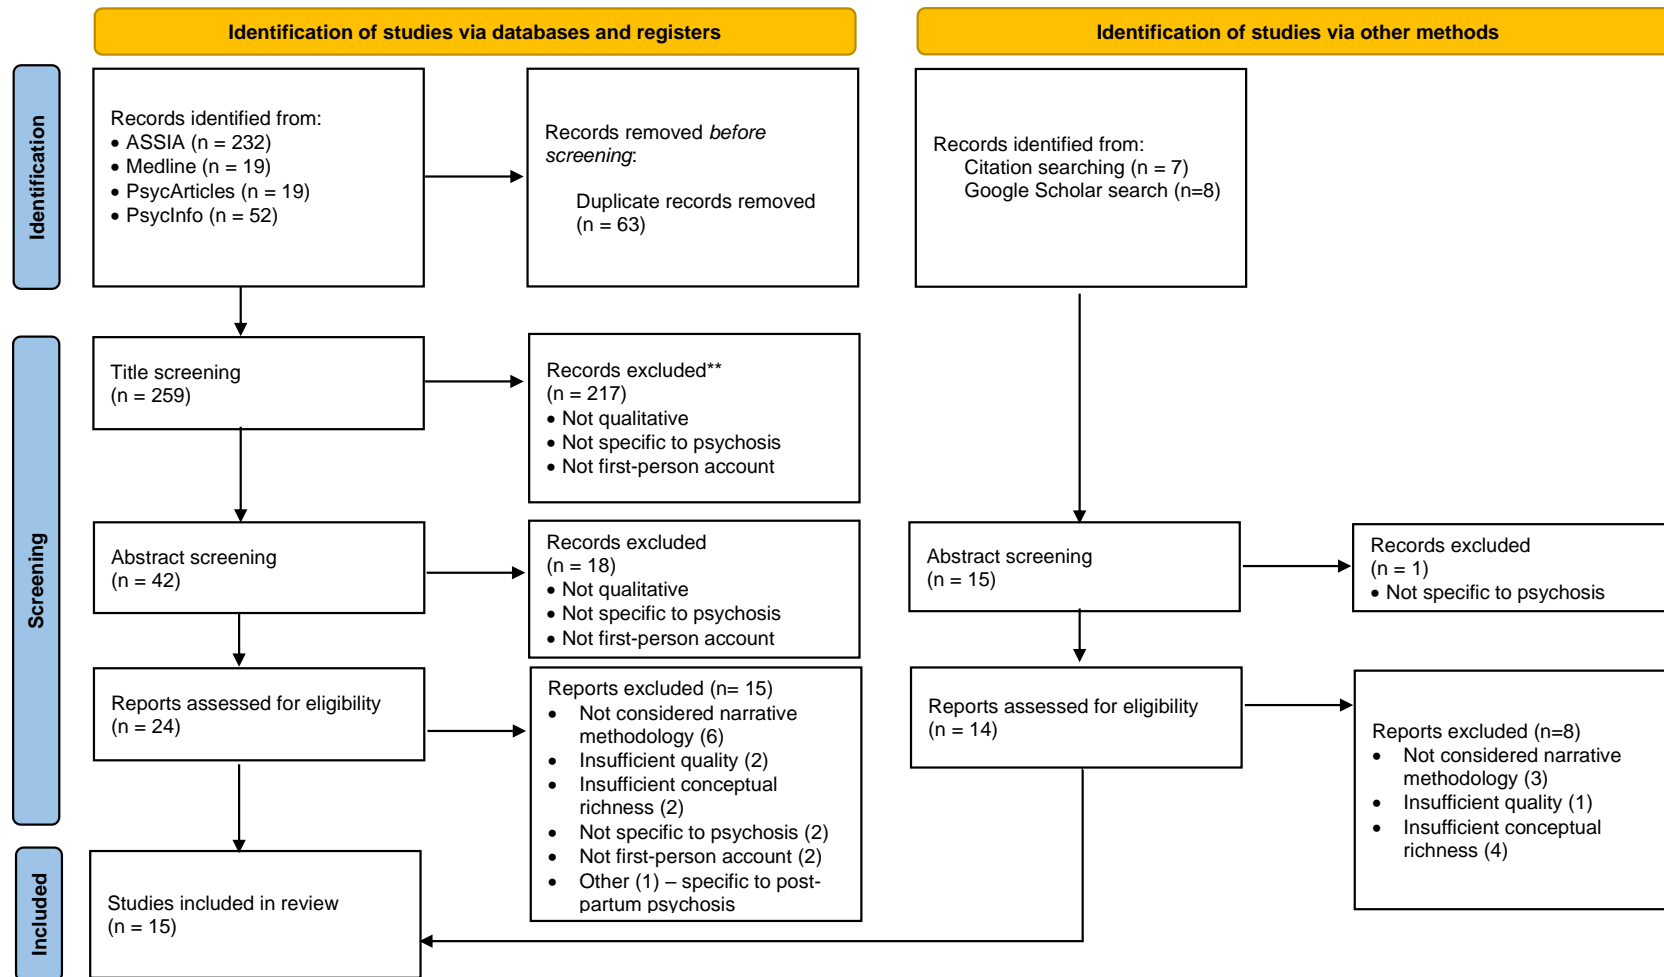 Identification of studies via databases and registers
Identification of studies via other methods
Identification
Records identified from:
• ASSIA (n = 232)
• Medline (n = 19)
• PsycArticles (n = 19)
• PsycInfo (n = 52)
Records removed before
screening:
Duplicate records removed
(n = 63)
Records identified from:
Citation searching (n = 7)
Google Scholar search (n=8)
Screening
Title screening
(n = 259)
Records excluded**
(n = 217)
• Not qualitative
• Not specific to psychosis
• Not first-person account
Abstract screening
(n = 42)
Records excluded
(n = 18)
• Not qualitative
• Not specific to psychosis
• Not first-person account
Abstract screening
(n = 15)
Records excluded
(n = 1)
• Not specific to psychosis
Reports assessed for eligibility
(n = 24)
Reports excluded (n= 15)
• Not considered narrative
methodology (6)
• Insufficient quality (2)
• Insufficient conceptual
richness (2)
• Not specific to psychosis (2)
• Not first-person account (2)
• Other (1) – specific to post-
partum psychosis
Reports assessed for eligibility
(n = 14)
Reports excluded (n=8)
• Not considered narrative
methodology (3)
• Insufficient quality (1)
• Insufficient conceptual
richness (4)
Included
Studies included in review
(n = 15)